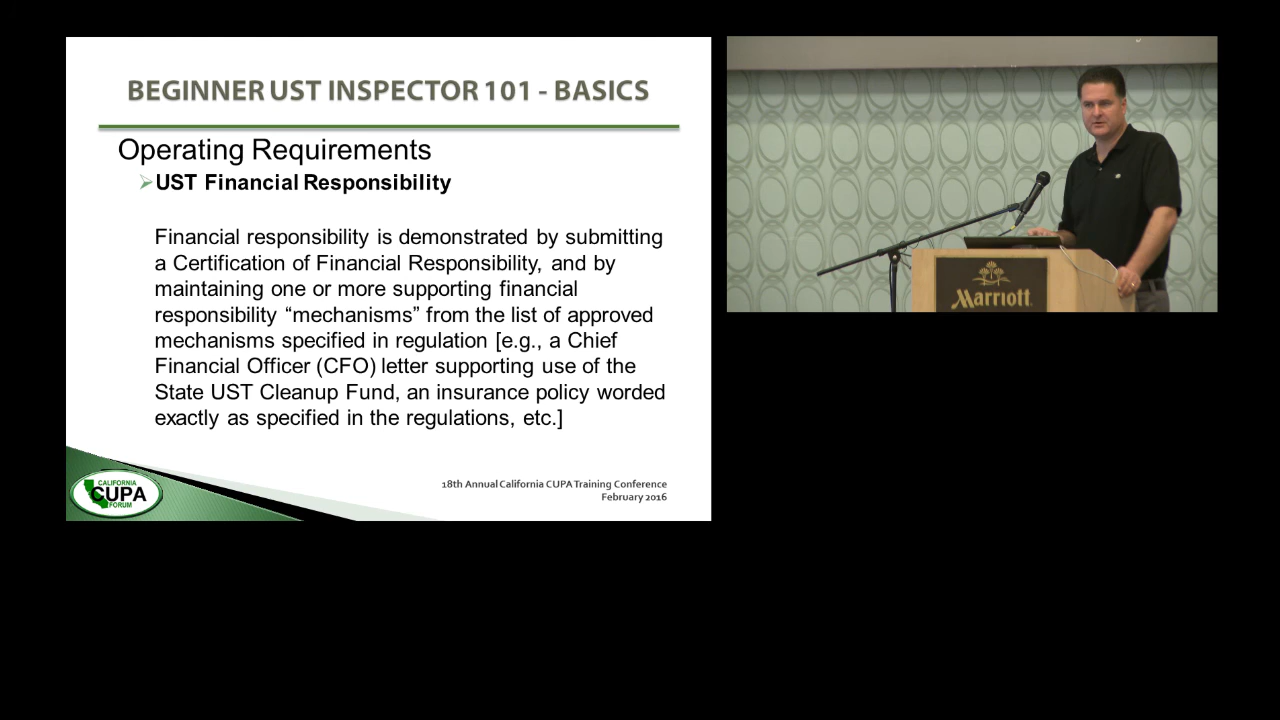 BEGINNER UST INSPECTOR 101 - BASICS
Operating Requirements
UST Financial Responsibility
Financial responsibility is demonstrated by submitting
a Certification of Financial Responsibility, and by
maintaining one or more supporting financial
responsibility “mechanisms” from the list of approved
mechanisms specified in regulation [e.g., a Chief
Financial Officer (CFO) letter supporting use of the
State UST Cleanup Fund, an insurance policy worded
exactly as specified in the regulations, etc.]
CALIFORNIA
CUPA
FORUM
18th Annual California CUPA Training Conference
February 2016
Marriott